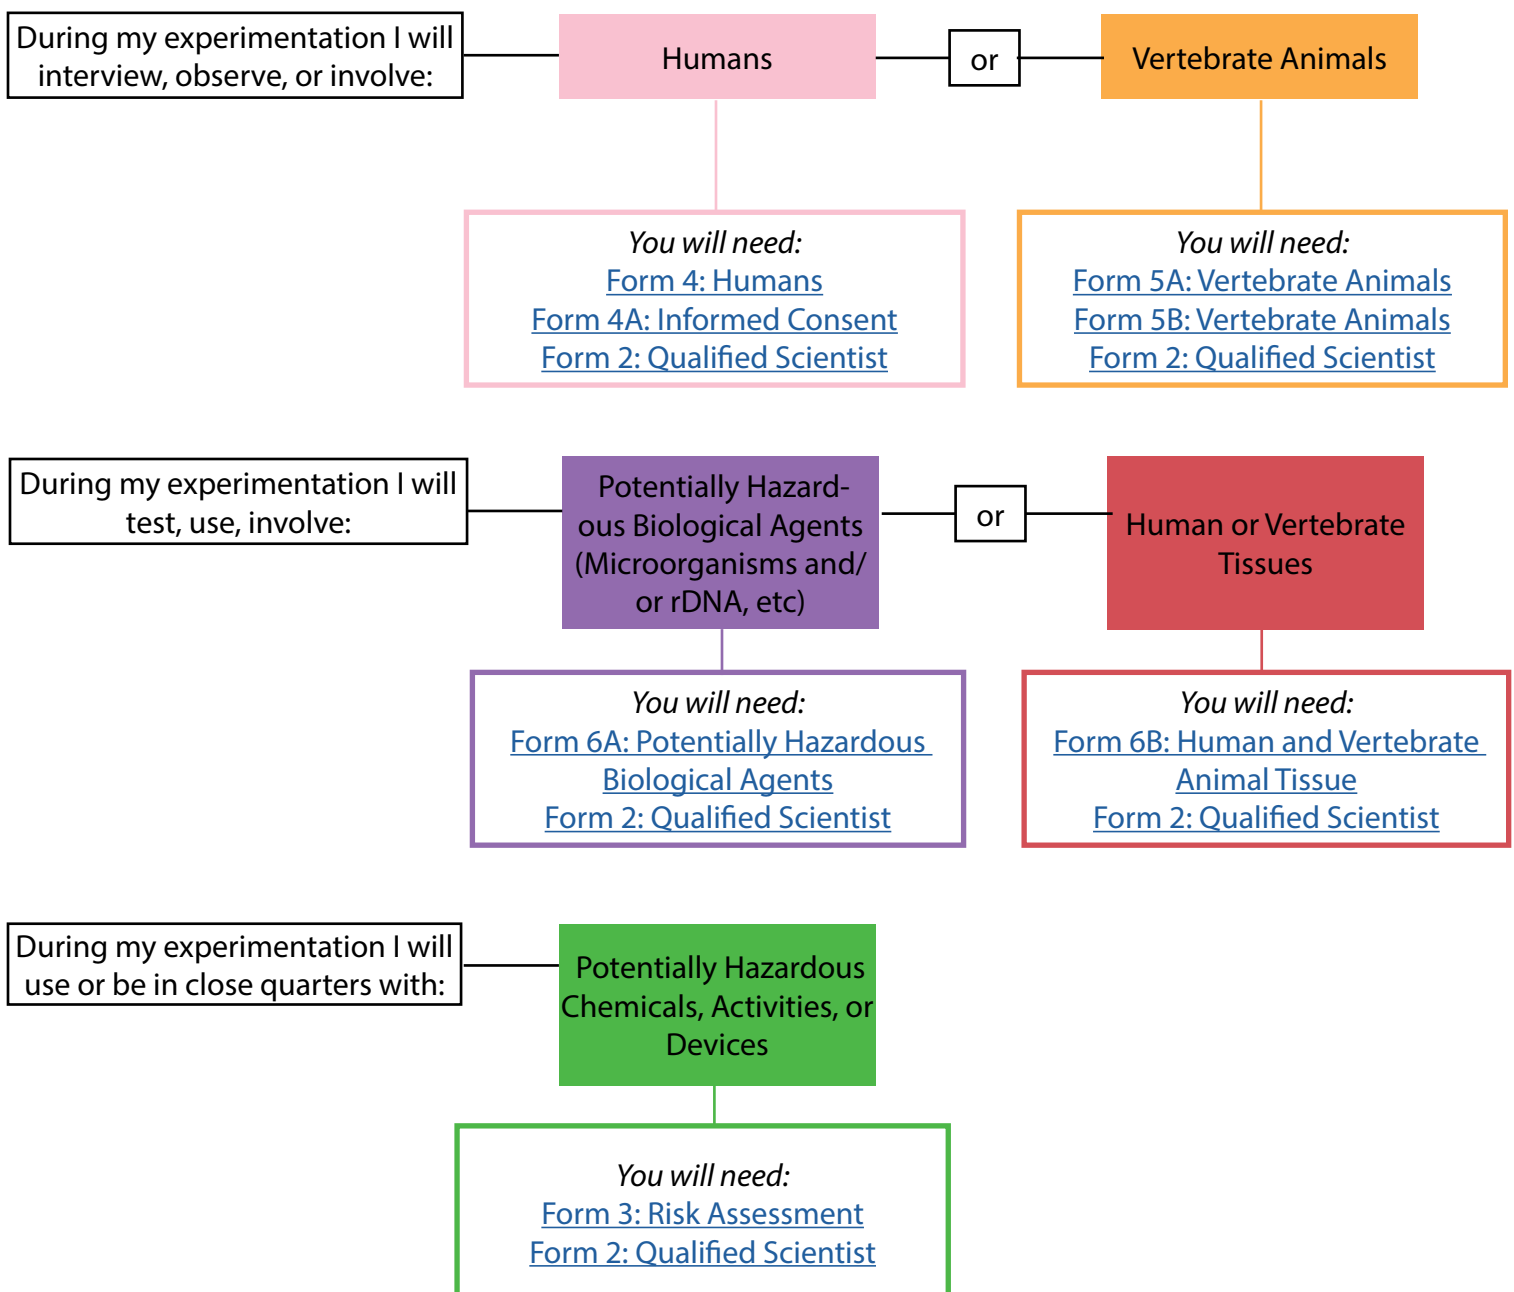 During my experimentation I will
interview, observe, or involve:
Humans
or
Vertebrate Animals
You will need:
Form 4: Humans
Form 4A: Informed Consent
Form 2: Qualified Scientist
You will need:
Form 5A: Vertebrate Animals
Form 5B: Vertebrate Animals
Form 2: Qualified Scientist
During my experimentation I will
test, use, involve:
Potentially Hazard-
ous Biological Agents
(Microorganisms and/
or rDNA, etc)
or
Human or Vertebrate
Tissues
You will need:
Form 6A: Potentially Hazardous
Biological Agents
Form 2: Qualified Scientist
You will need:
Form 6B: Human and Vertebrate
Animal Tissue
Form 2: Qualified Scientist
During my experimentation I will
use or be in close quarters with:
Potentially Hazardous
Chemicals, Activities, or
Devices
You will need:
Form 3: Risk Assessment
Form 2: Qualified Scientist